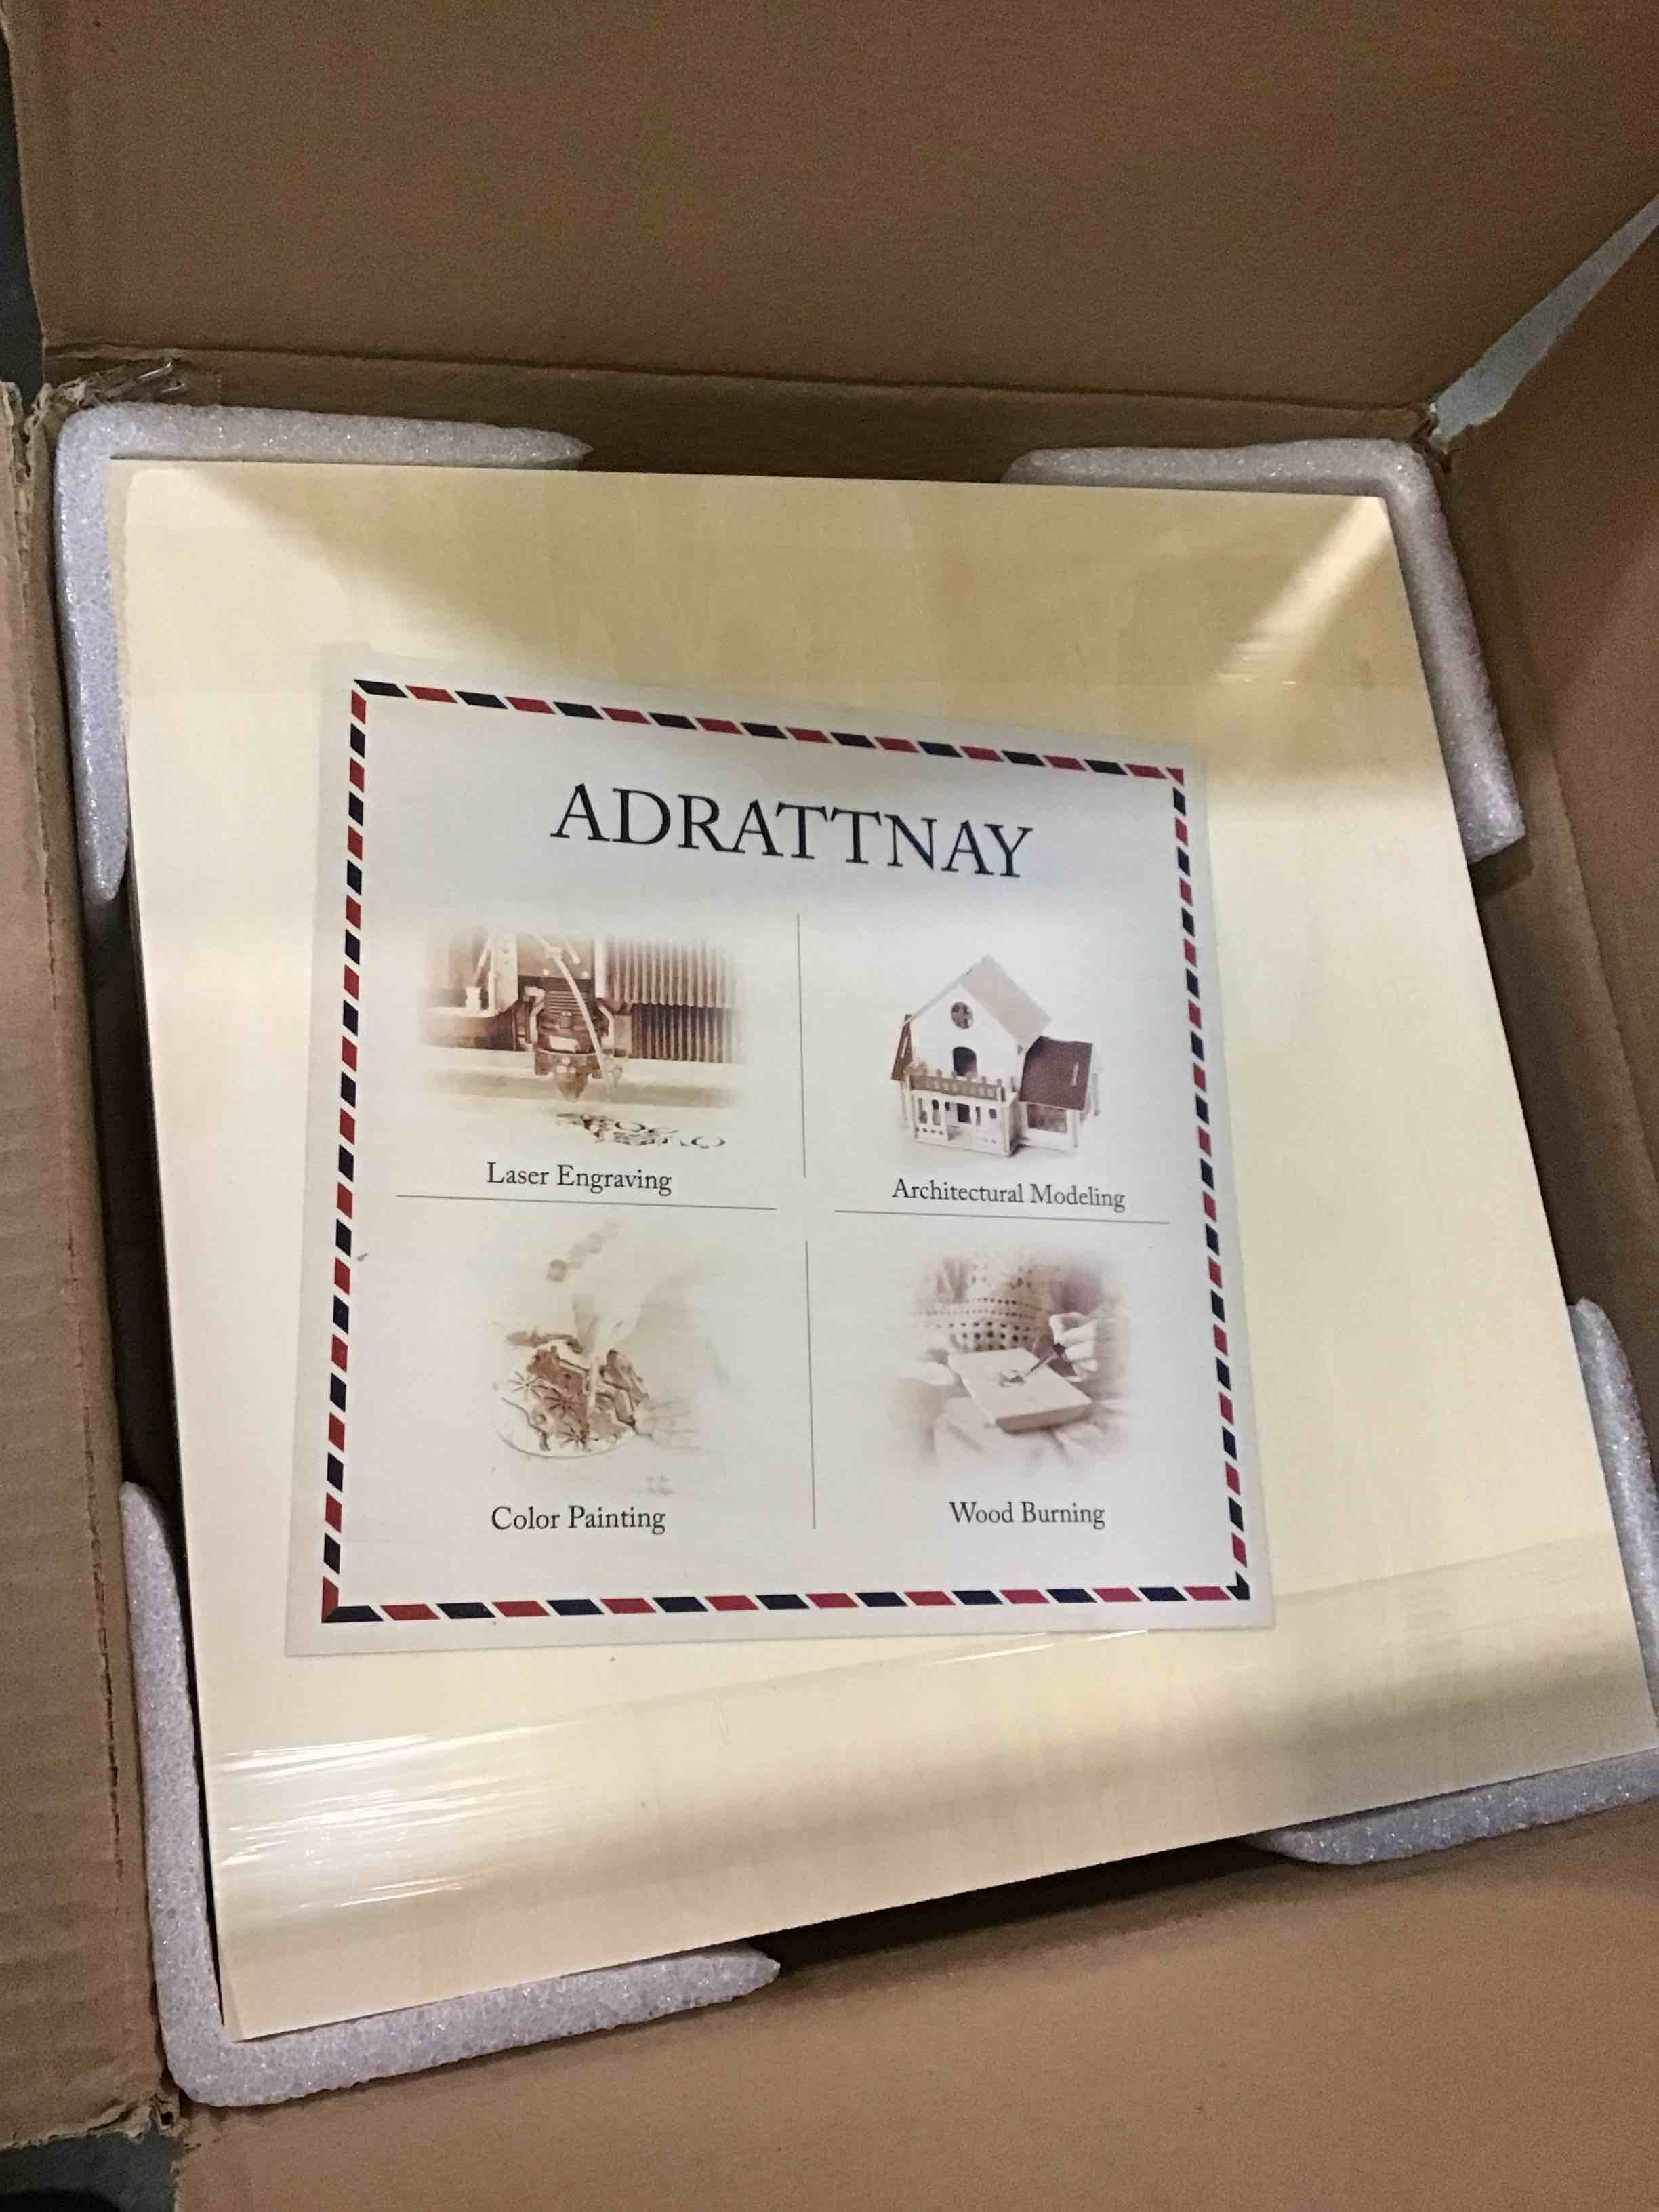 ADRATTNAY
Laser Engraving
Architectural Modeling
Color Painting
Wood Burning